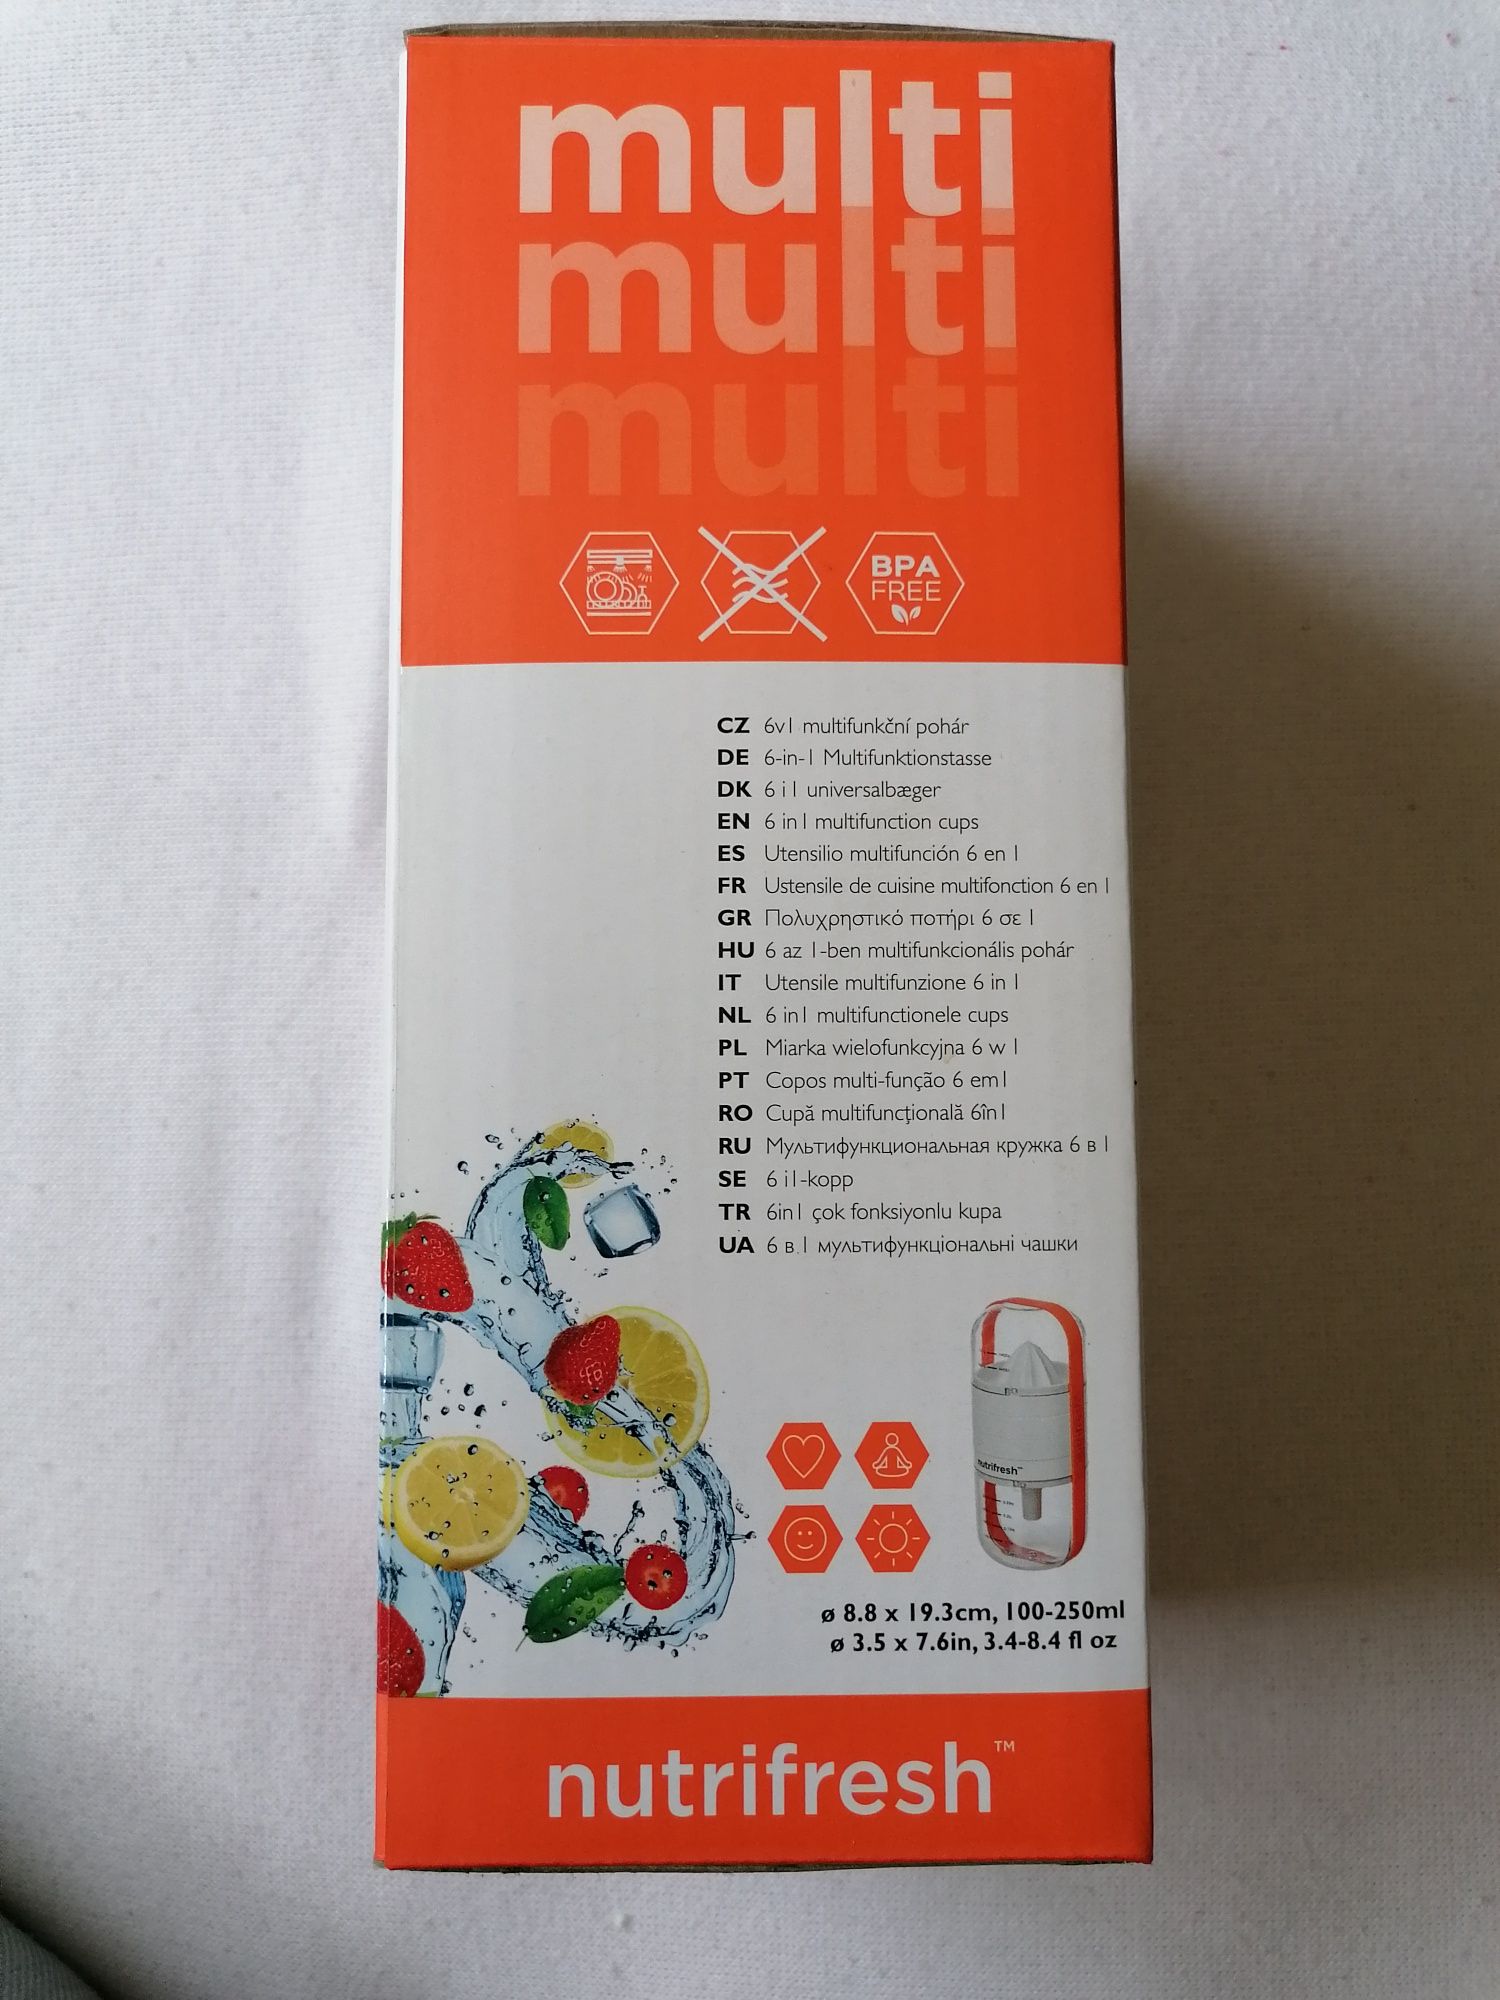 multi
multi
multi
BPA
FREE
CZ 6v1 multifunkční pohár
DE 6-in-1 Multifunktionstasse
DK 6 i 1 universalbæger
EN 6 in 1 multifunction cups
ES Utensilio multifunción 6 en 1
FR Ustensile de cuisine multifonction 6 en 1
GR Πολυχρηστικό ποτήρι 6 σε 1
HU 6 az 1-ben multifunkcionális pohár
IT Utensile multifunzione 6 in 1
NL 6 in1 multifunctionele cups
PL Miarka wielofunkcyjna 6 w 1
PT Copos multi-função 6 em1
RO Cupă multifuncțională 6în1
RU Мультифункциональная кружка 6 в 1
SE 6 i1-kopp
TR 6in1 çok fonksiyonlu kupa
UA 6 в.1 мультифункціональні чашки
nutrifresh™
ø 8.8 x 19.3cm, 100-250ml
ø 3.5 x 7.6in, 3.4-8.4 fl oz
nutrifresh™